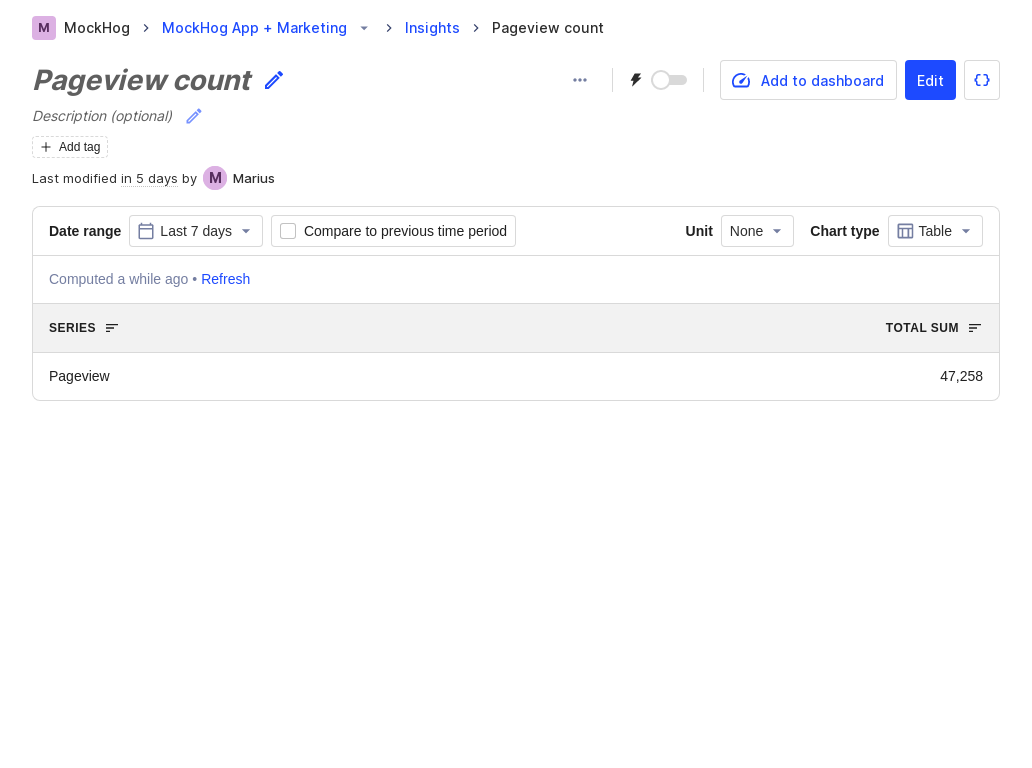 M MockHog MockHog App + Marketing Insights Pageview count
Pageview count
Add to dashboard Edit {}
Description (optional)
Add tag
Last modified in 5 days by M Marius
Date range Last 7 days Compare to previous time period Unit None Chart type Table
Computed a while ago • Refresh
SERIES TOTAL SUM
Pageview 47,258